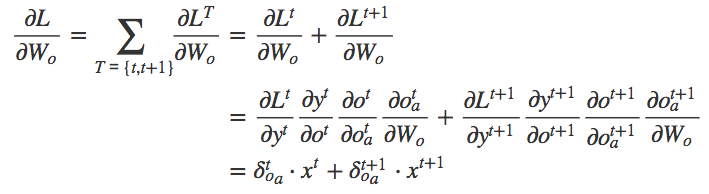 ∂L/∂W_o = ∑_{T = {t,t+1}} ∂L^T/∂W_o = ∂L^t/∂W_o + ∂L^{t+1}/∂W_o
= ∂L^t/∂y^t ∂y^t/∂o^t ∂o^t/∂o_a^t ∂o_a^t/∂W_o + ∂L^{t+1}/∂y^{t+1} ∂y^{t+1}/∂o^{t+1} ∂o^{t+1}/∂o_a^{t+1} ∂o_a^{t+1}/∂W_o
= δ_{o_a}^t · x^t + δ_{o_a}^{t+1} · x^{t+1}